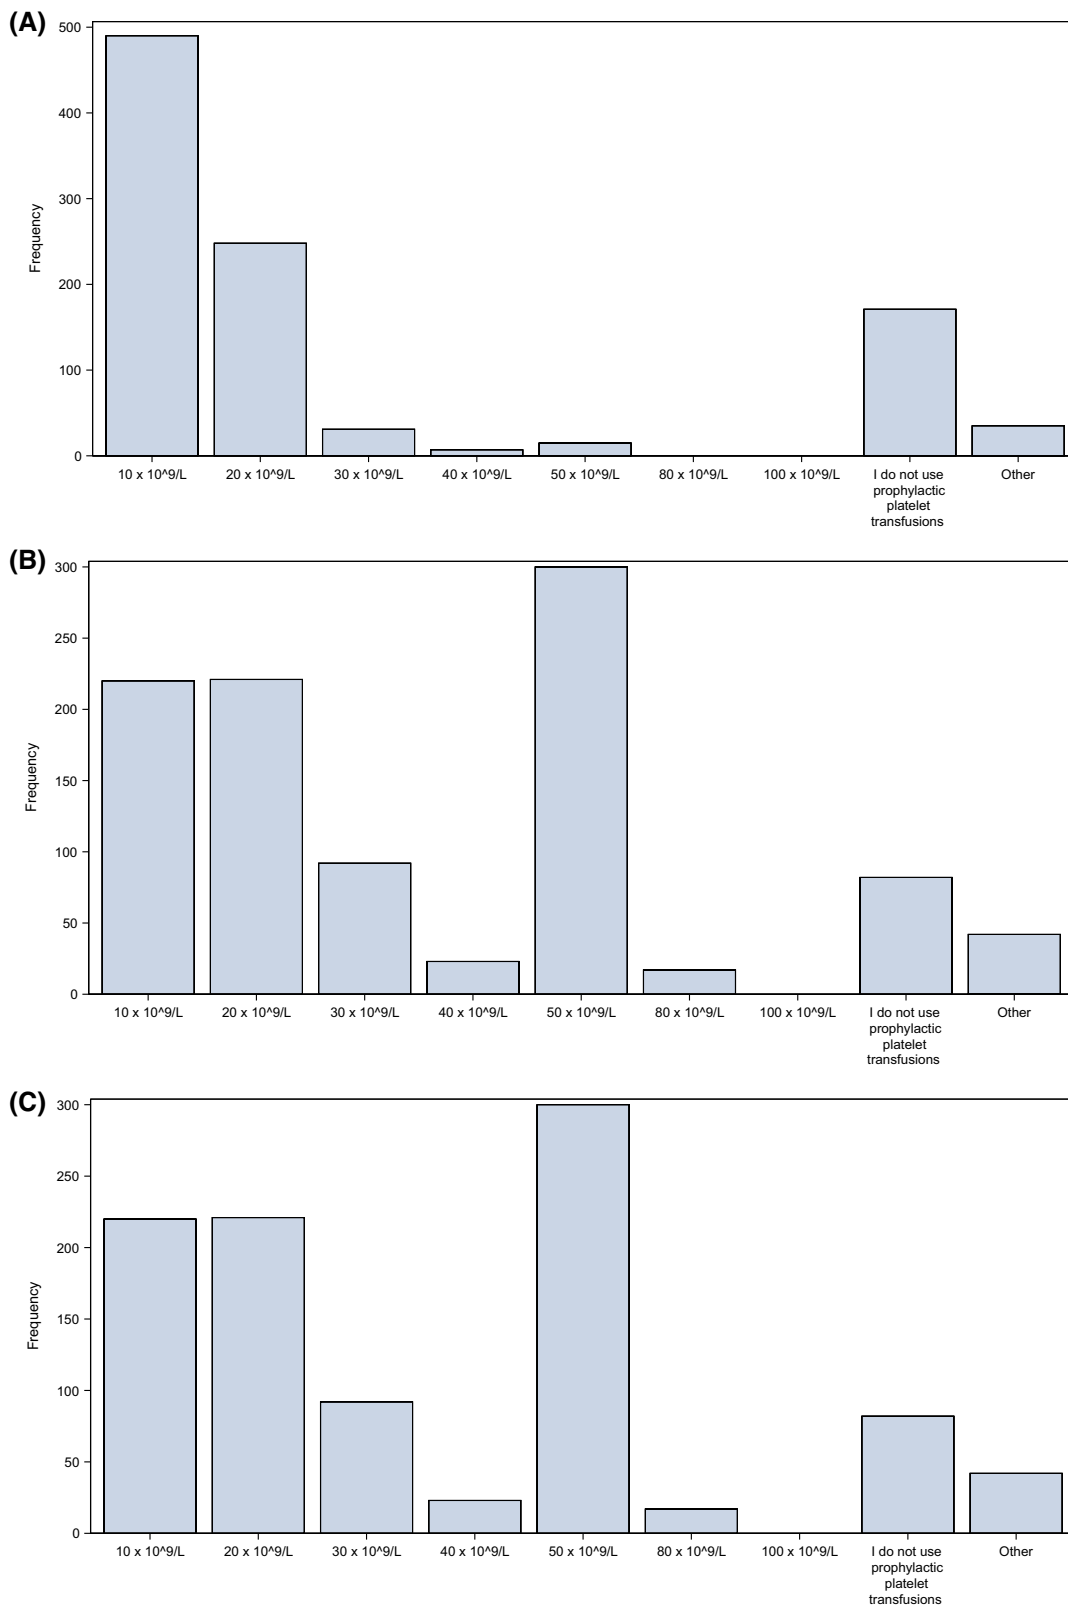 (A)
500
400
300
200
100
0
Frequency
10 x 10^9/L 20 x 10^9/L 30 x 10^9/L 40 x 10^9/L 50 x 10^9/L 80 x 10^9/L 100 x 10^9/L I do not use Other
prophylactic
platelet
transfusions
(B)
300
250
200
150
100
50
0
Frequency
10 x 10^9/L 20 x 10^9/L 30 x 10^9/L 40 x 10^9/L 50 x 10^9/L 80 x 10^9/L 100 x 10^9/L I do not use Other
prophylactic
platelet
transfusions
(C)
300
250
200
150
100
50
0
Frequency
10 x 10^9/L 20 x 10^9/L 30 x 10^9/L 40 x 10^9/L 50 x 10^9/L 80 x 10^9/L 100 x 10^9/L I do not use Other
prophylactic
platelet
transfusions